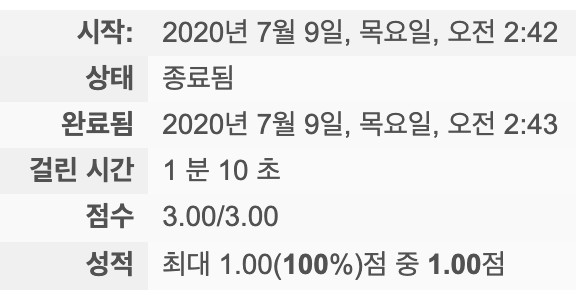 시작: 2020년 7월 9일, 목요일, 오전 2:42
상태 종료됨
완료됨 2020년 7월 9일, 목요일, 오전 2:43
걸린 시간 1 분 10 초
점수 3.00/3.00
성적 최대 1.00(100%)점 중 1.00점